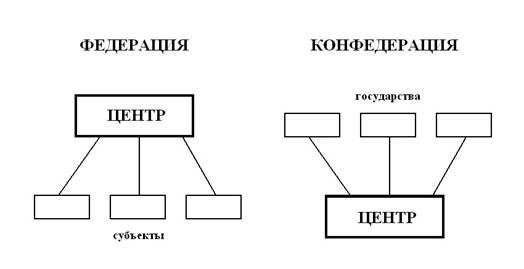 ФЕДЕРАЦИЯ
ЦЕНТР
субъекты
КОНФЕДЕРАЦИЯ
государства
ЦЕНТР